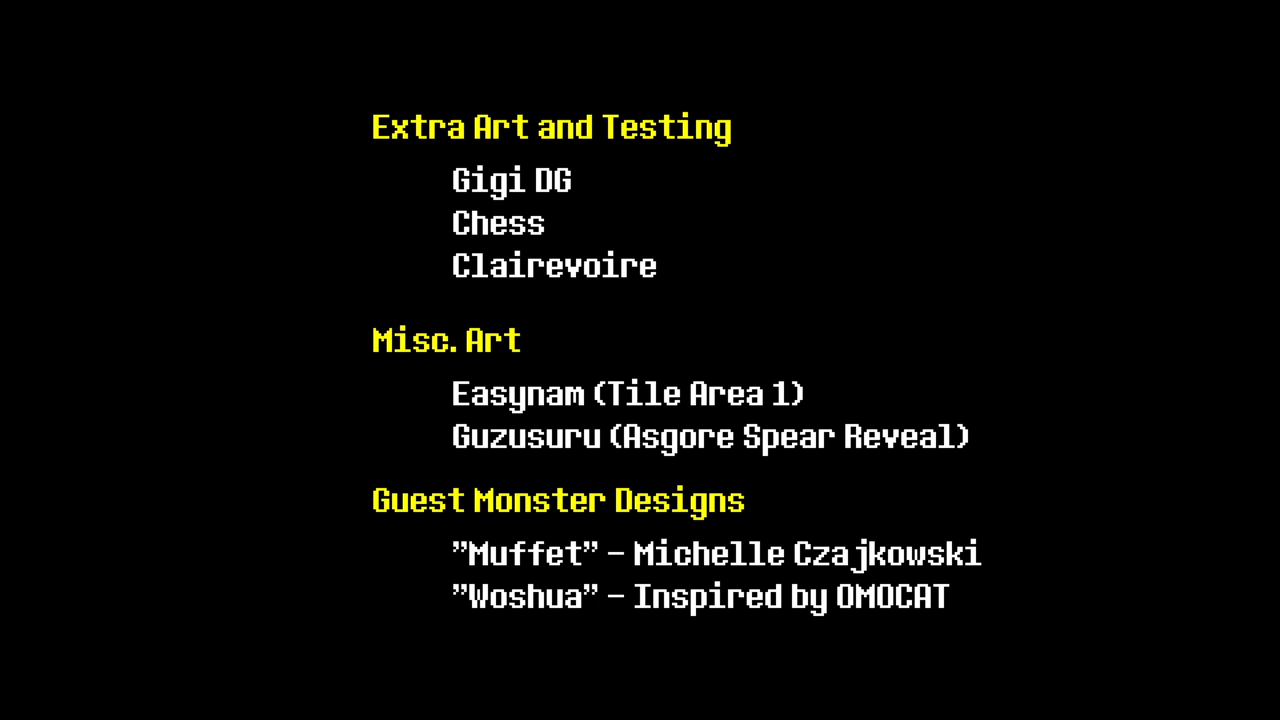 Extra Art and Testing
Gigi DG
Chess
Clairevoire
Misc. Art
Easynam (Tile Area 1)
Guzusuru (Asgore Spear Reveal)
Guest Monster Designs
”Muffet” - Michelle Czajkowski
”Woshua” - Inspired by OMOCAT